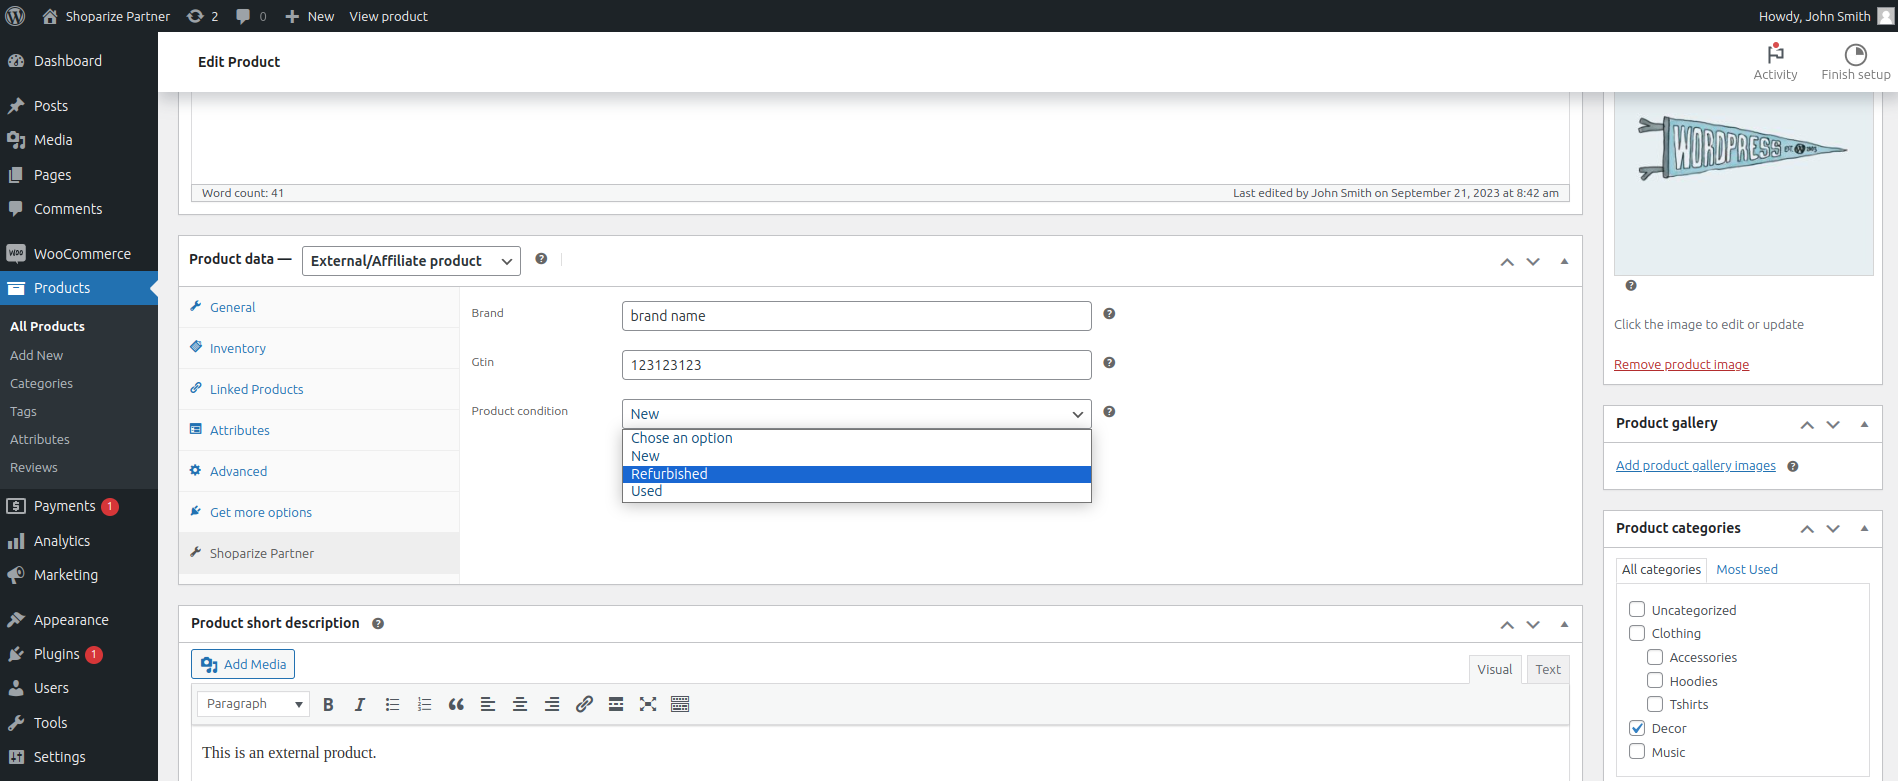 Shoparize Partner 2 0 New View product Howdy, John Smith
Dashboard
Posts
Media
Pages
Comments
WooCommerce
Products
All Products
Add New
Categories
Tags
Attributes
Reviews
Payments 1
Analytics
Marketing
Appearance
Plugins 1
Users
Tools
Settings
Edit Product
Activity
Finish setup
Word count: 41
Last edited by John Smith on September 21, 2023 at 8:42 am
Product data — External/Affiliate product
General
Inventory
Linked Products
Attributes
Advanced
Get more options
Shoparize Partner
Brand
brand name
Gtin
123123123
Product condition
New
Chose an option
New
Refurbished
Used
Product short description
Add Media
Visual Text
Paragraph B I
This is an external product.
WORDPRESS
Click the image to edit or update
Remove product image
Product gallery
Add product gallery images
Product categories
All categories Most Used
Uncategorized
Clothing
Accessories
Hoodies
Tshirts
Decor
Music